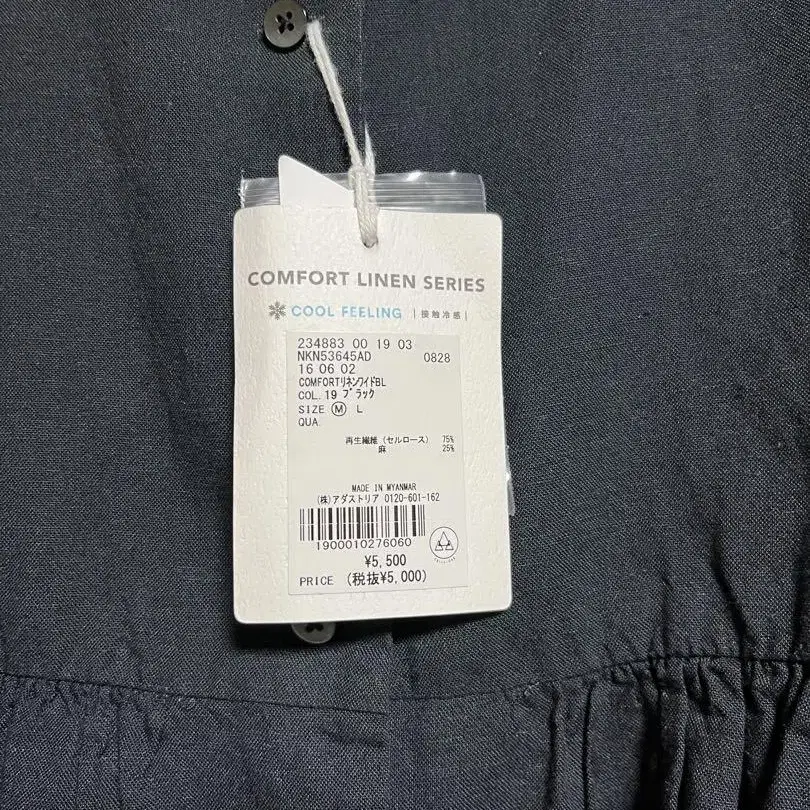 COMFORT LINEN SERIES
COOL FEELING |接触冷感|
234883 00 19 03
NKN53645AD 0828
16 06 02
COMFORTリネンワイドBL
COL. 19 ブラック
SIZE Ⓜ L
QUA.
再生繊維 (セルロース) 75%
麻 25%
MADE IN MYANMAR
(株)アダストリア 0120-601-162
1900010276060
¥5,500
PRICE (税抜¥5,000)